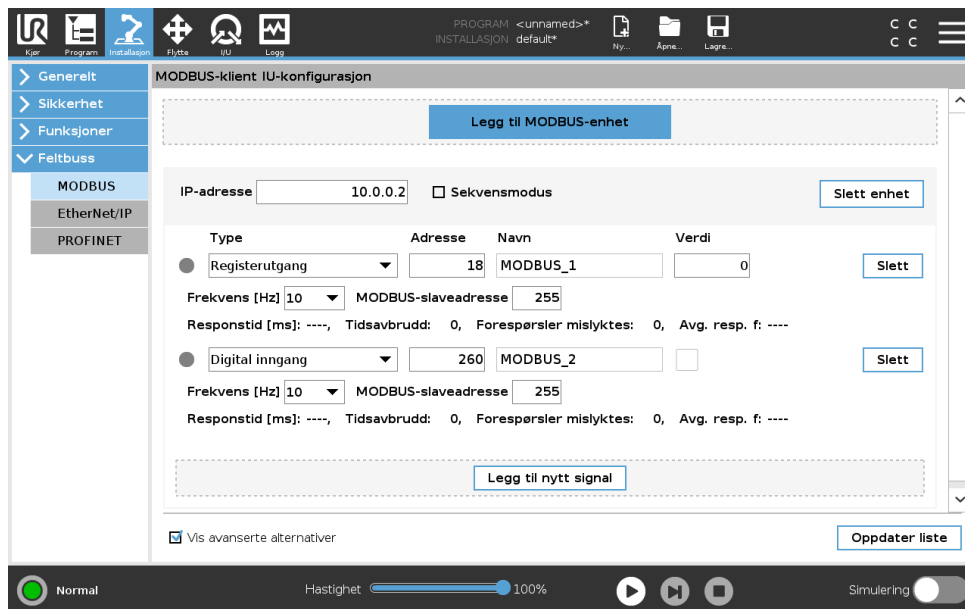 UR
PROGRAM <unnamed>*
INSTALLASJON default*
Kjør Program Installasjon Flytte I/U Logg Ny... Åpne... Lagre...
C C
C C
Generelt
Sikkerhet
Funksjoner
Feltbuss
MODBUS
EtherNet/IP
PROFINET
MODBUS-klient IU-konfigurasjon
Legg til MODBUS-enhet
IP-adresse 10.0.0.2 Sekvensmodus Slett enhet
Type Adresse Navn Verdi
Registerutgang 18 MODBUS_1 0 Slett
Frekvens [Hz] 10 MODBUS-slaveadresse 255
Responstid [ms]: ----, Tidsavbrudd: 0, Forespørsler mislyktes: 0, Avg. resp. f: ----
Digital inngang 260 MODBUS_2 Slett
Frekvens [Hz] 10 MODBUS-slaveadresse 255
Responstid [ms]: ----, Tidsavbrudd: 0, Forespørsler mislyktes: 0, Avg. resp. f: ----
Legg til nytt signal
Vis avanserte alternativer Oppdater liste
Normal Hastighet 100% Simulering